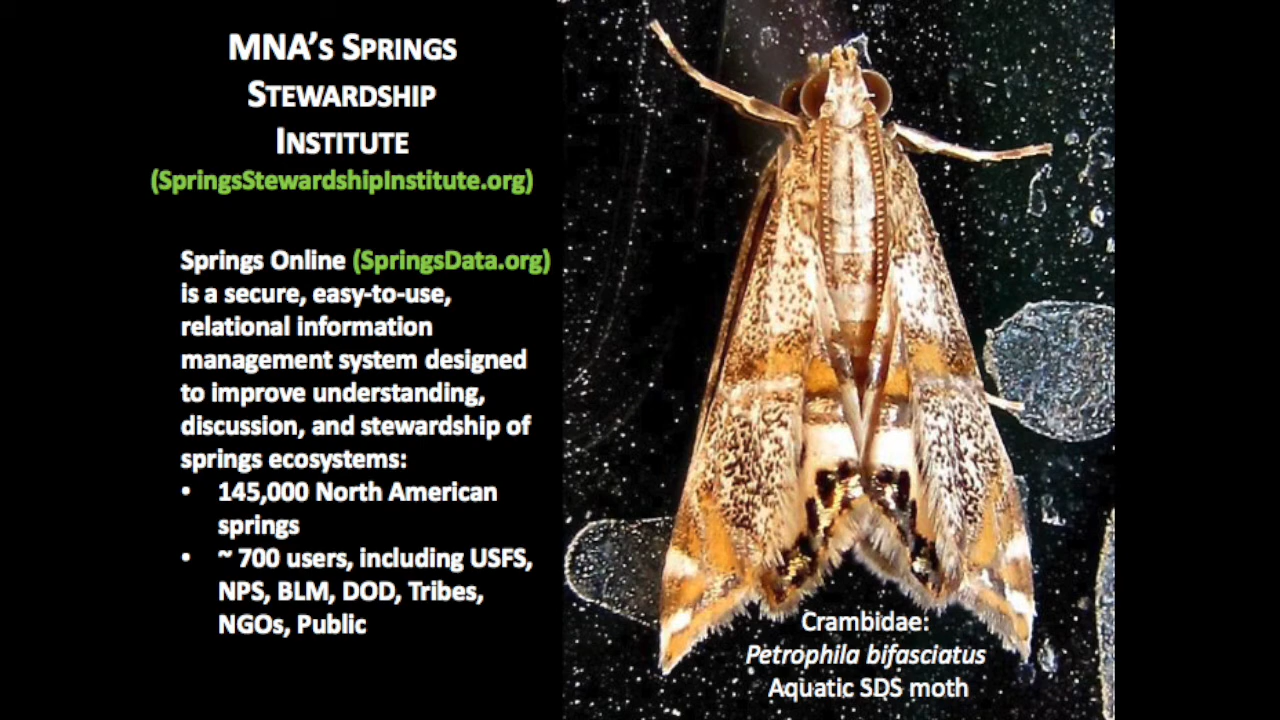 MNA’s Springs
Stewardship
Institute
(SpringsStewardshipInstitute.org)
Springs Online (SpringsData.org)
is a secure, easy-to-use,
relational information
management system designed
to improve understanding,
discussion, and stewardship of
springs ecosystems:
• 145,000 North American
springs
• ~ 700 users, including USFS,
NPS, BLM, DOD, Tribes,
NGOs, Public
Crambidae:
Petrophila bifasciatus
Aquatic SDS moth